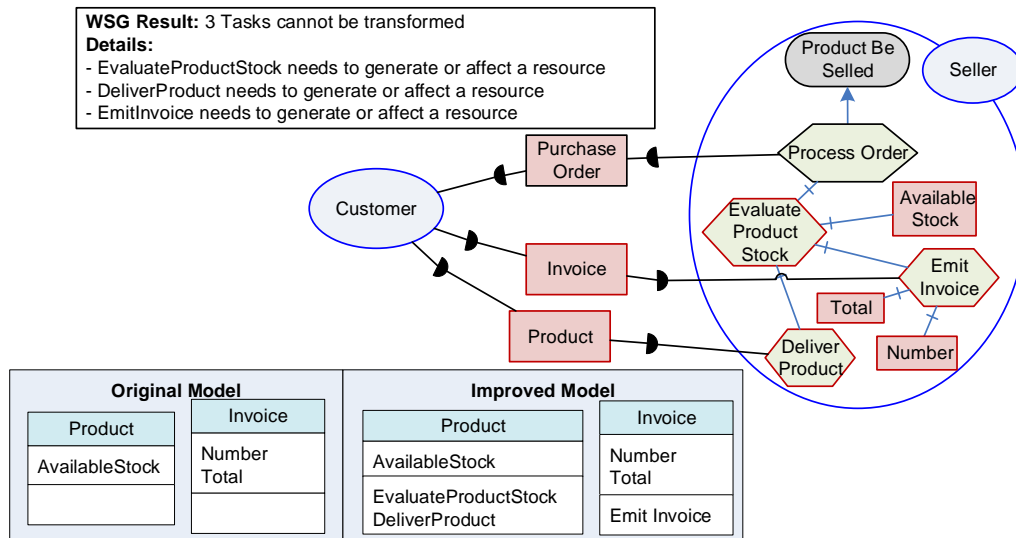 WSG Result: 3 Tasks cannot be transformed
Details:
- EvaluateProductStock needs to generate or affect a resource
- DeliverProduct needs to generate or affect a resource
- EmitInvoice needs to generate or affect a resource
Product Be
Selled
Seller
Purchase
Order
Process Order
Customer
Evaluate
Product
Stock
Available
Stock
Invoice
Emit
Invoice
Total
Product
Deliver
Product
Number
Original Model
Product
AvailableStock
Invoice
Number
Total
Improved Model
Product
AvailableStock
EvaluateProductStock
DeliverProduct
Invoice
Number
Total
Emit Invoice